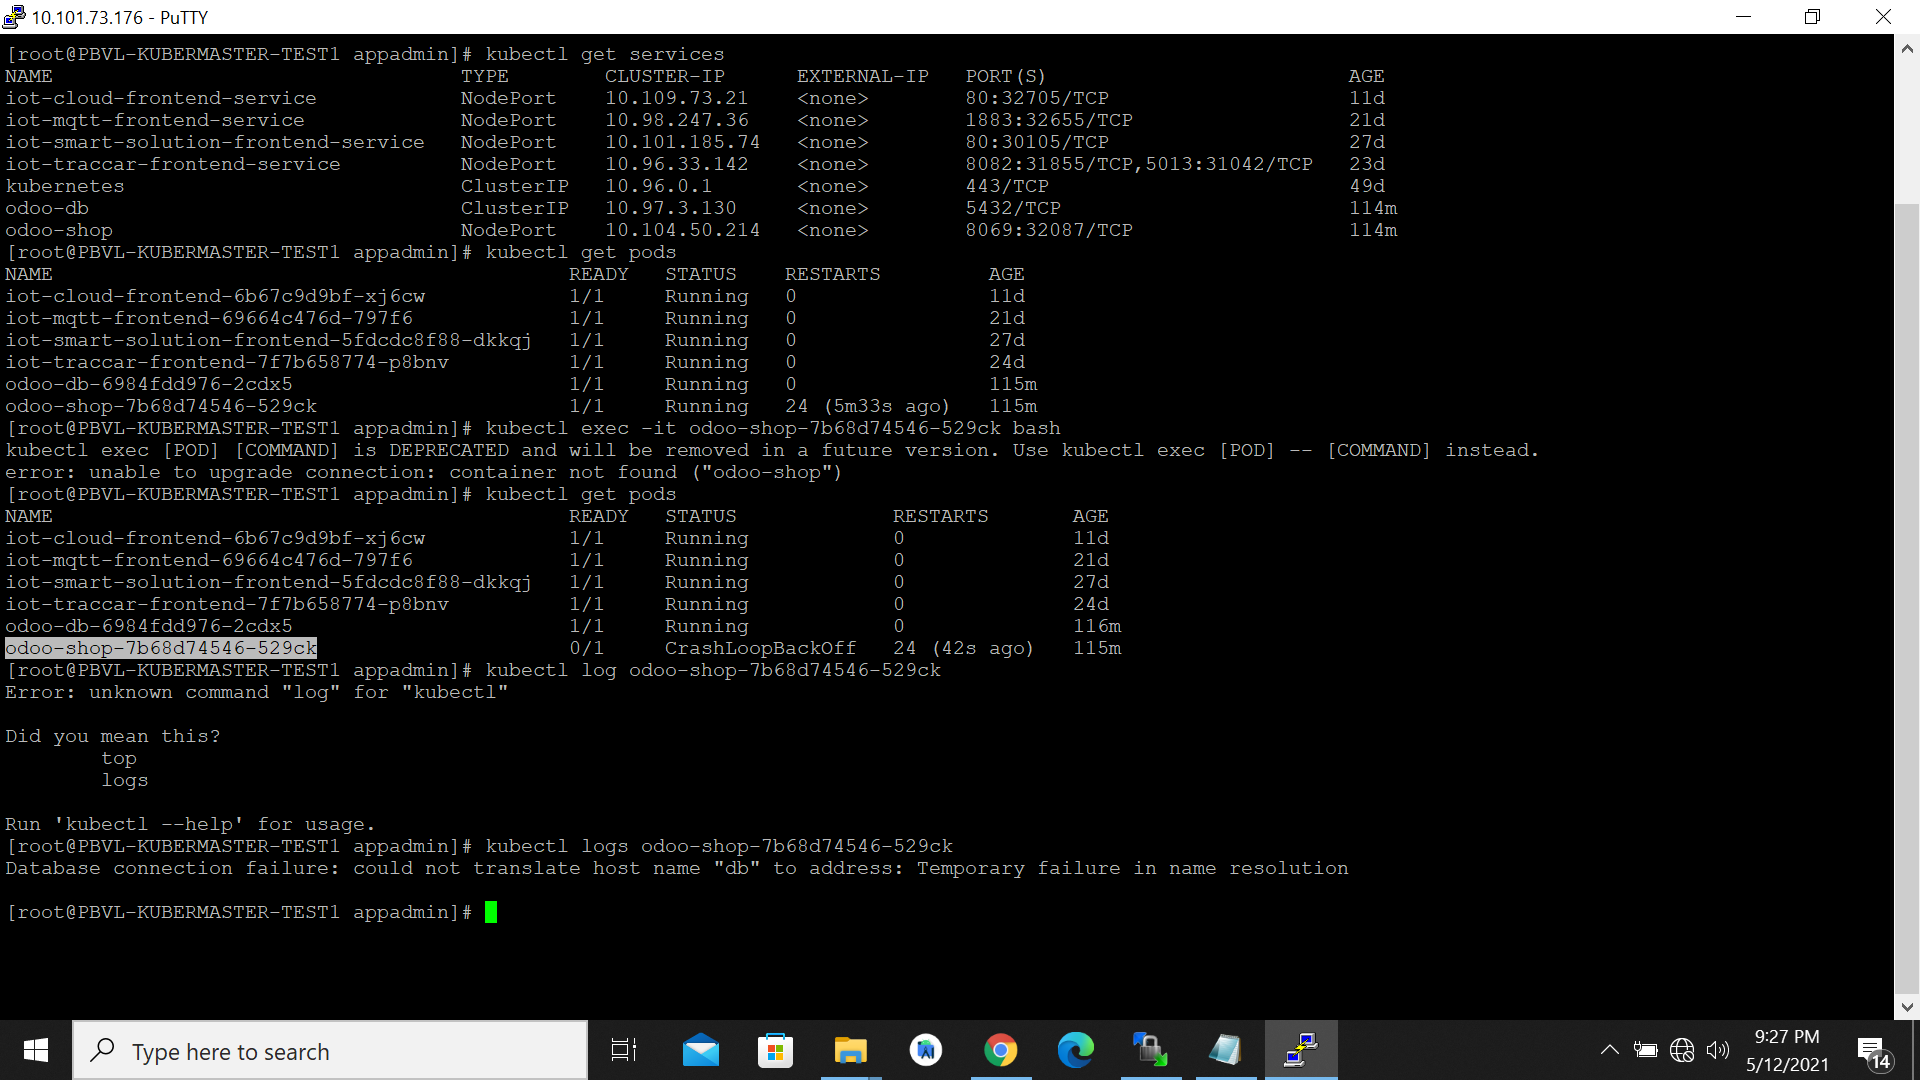 10.101.73.176 - PuTTY
[root@PBVL-KUBERMASTER-TEST1 appadmin]# kubectl get services
NAME TYPE CLUSTER-IP EXTERNAL-IP PORT(S) AGE
iot-cloud-frontend-service NodePort 10.109.73.21 <none> 80:32705/TCP 11d
iot-mqtt-frontend-service NodePort 10.98.247.36 <none> 1883:32655/TCP 21d
iot-smart-solution-frontend-service NodePort 10.101.185.74 <none> 80:30105/TCP 27d
iot-traccar-frontend-service NodePort 10.96.33.142 <none> 8082:31855/TCP,5013:31042/TCP 23d
kubernetes ClusterIP 10.96.0.1 <none> 443/TCP 49d
odoo-db ClusterIP 10.97.3.130 <none> 5432/TCP 114m
odoo-shop NodePort 10.104.50.214 <none> 8069:32087/TCP 114m
[root@PBVL-KUBERMASTER-TEST1 appadmin]# kubectl get pods
NAME READY STATUS RESTARTS AGE
iot-cloud-frontend-6b67c9d9bf-xj6cw 1/1 Running 0 11d
iot-mqtt-frontend-69664c476d-797f6 1/1 Running 0 21d
iot-smart-solution-frontend-5fdcdc8f88-dkkqj 1/1 Running 0 27d
iot-traccar-frontend-7f7b658774-p8bnv 1/1 Running 0 24d
odoo-db-6984fdd976-2cdx5 1/1 Running 0 115m
odoo-shop-7b68d74546-529ck 1/1 Running 24 (5m33s ago) 115m
[root@PBVL-KUBERMASTER-TEST1 appadmin]# kubectl exec -it odoo-shop-7b68d74546-529ck bash
kubectl exec [POD] [COMMAND] is DEPRECATED and will be removed in a future version. Use kubectl exec [POD] -- [COMMAND] instead.
error: unable to upgrade connection: container not found ("odoo-shop")
[root@PBVL-KUBERMASTER-TEST1 appadmin]# kubectl get pods
NAME READY STATUS RESTARTS AGE
iot-cloud-frontend-6b67c9d9bf-xj6cw 1/1 Running 0 11d
iot-mqtt-frontend-69664c476d-797f6 1/1 Running 0 21d
iot-smart-solution-frontend-5fdcdc8f88-dkkqj 1/1 Running 0 27d
iot-traccar-frontend-7f7b658774-p8bnv 1/1 Running 0 24d
odoo-db-6984fdd976-2cdx5 1/1 Running 0 116m
odoo-shop-7b68d74546-529ck 0/1 CrashLoopBackOff 24 (42s ago) 115m
[root@PBVL-KUBERMASTER-TEST1 appadmin]# kubectl log odoo-shop-7b68d74546-529ck
Error: unknown command "log" for "kubectl"
Did you mean this?
top
logs
Run 'kubectl --help' for usage.
[root@PBVL-KUBERMASTER-TEST1 appadmin]# kubectl logs odoo-shop-7b68d74546-529ck
Database connection failure: could not translate host name "db" to address: Temporary failure in name resolution
[root@PBVL-KUBERMASTER-TEST1 appadmin]#
Type here to search
9:27 PM
5/12/2021
14